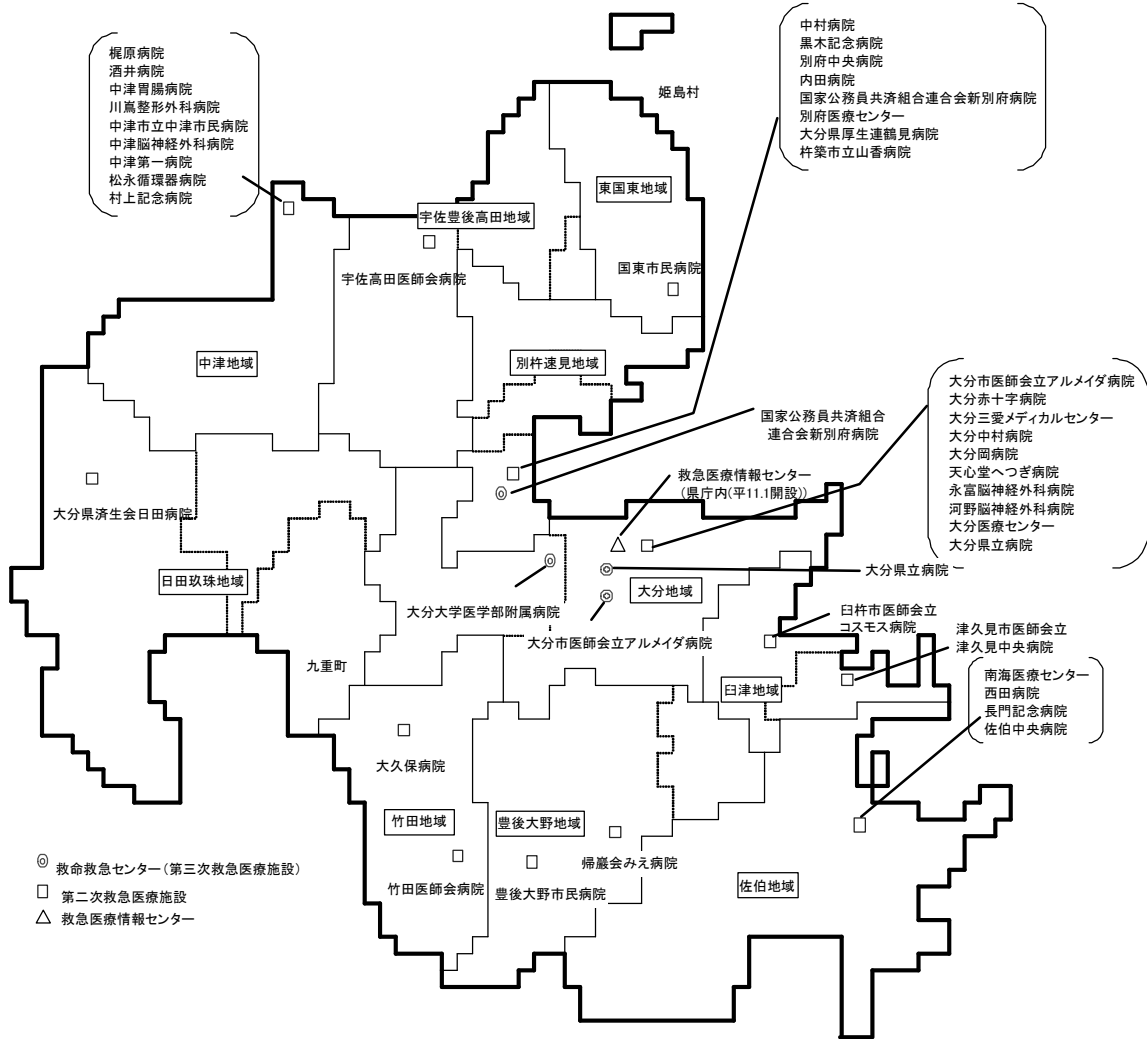 梶原病院
酒井病院
中津胃腸病院
川嶌整形外科病院
中津市立中津市民病院
中津脳神経外科病院
中津第一病院
松永循環器病院
村上記念病院
中村病院
黒木記念病院
別府中央病院
内田病院
国家公務員共済組合連合会新別府病院
別府医療センター
大分県厚生連鶴見病院
杵築市立山香病院
姫島村
東国東地域
宇佐豊後高田地域
宇佐高田医師会病院
国東市民病院
中津地域
別杵速見地域
大分市医師会立アルメイダ病院
大分赤十字病院
大分三愛メディカルセンター
大分中村病院
大分岡病院
天心堂へつぎ病院
永富脳神経外科病院
河野脳神経外科病院
大分医療センター
大分県立病院
国家公務員共済組合
連合会新別府病院
救急医療情報センター
(県庁内(平11.1開設))
大分県済生会日田病院
大分県立病院
日田玖珠地域
大分地域
大分大学医学部附属病院
大分市医師会立アルメイダ病院
臼杵市医師会立
コスモス病院
津久見市医師会立
津久見中央病院
九重町
臼津地域
南海医療センター
西田病院
長門記念病院
佐伯中央病院
大久保病院
竹田地域
豊後大野地域
帰巖会みえ病院
竹田医師会病院
豊後大野市民病院
佐伯地域
救命救急センター(第三次救急医療施設)
第二次救急医療施設
救急医療情報センター